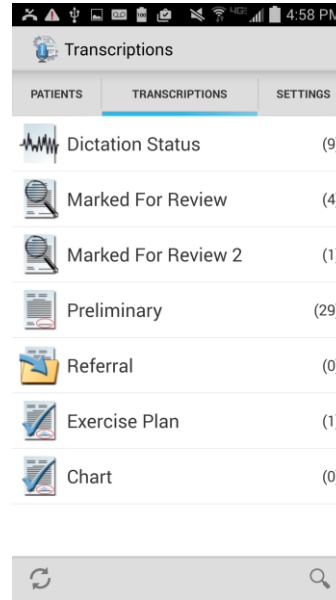 4G 4:58 PM
Transcriptions
PATIENTS TRANSCRIPTIONS SETTINGS
Dictation Status (9)
Marked For Review (4)
Marked For Review 2 (1)
Preliminary (29)
Referral (0)
Exercise Plan (1)
Chart (0)